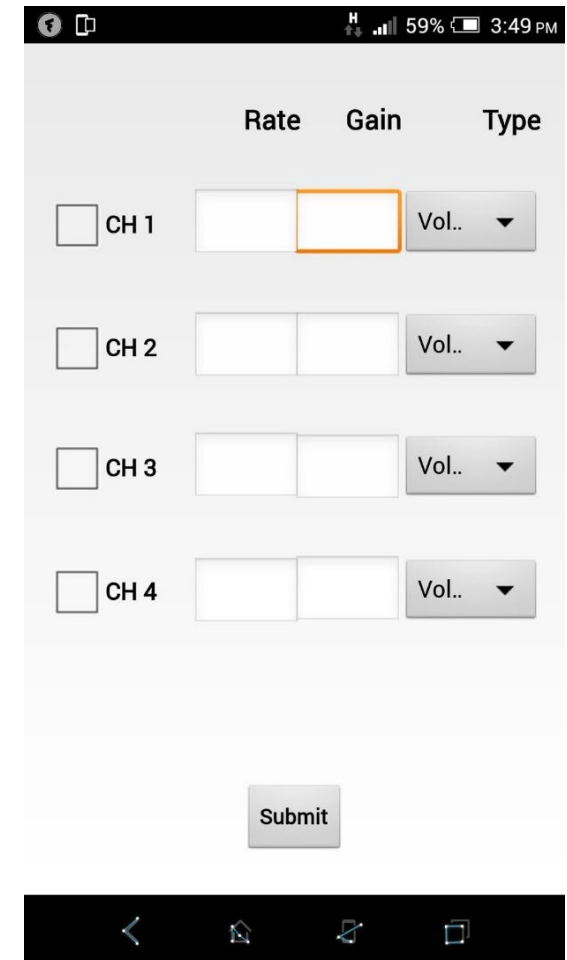 H 59% 3:49 PM
Rate Gain Type
CH 1 Vol..
CH 2 Vol..
CH 3 Vol..
CH 4 Vol..
Submit